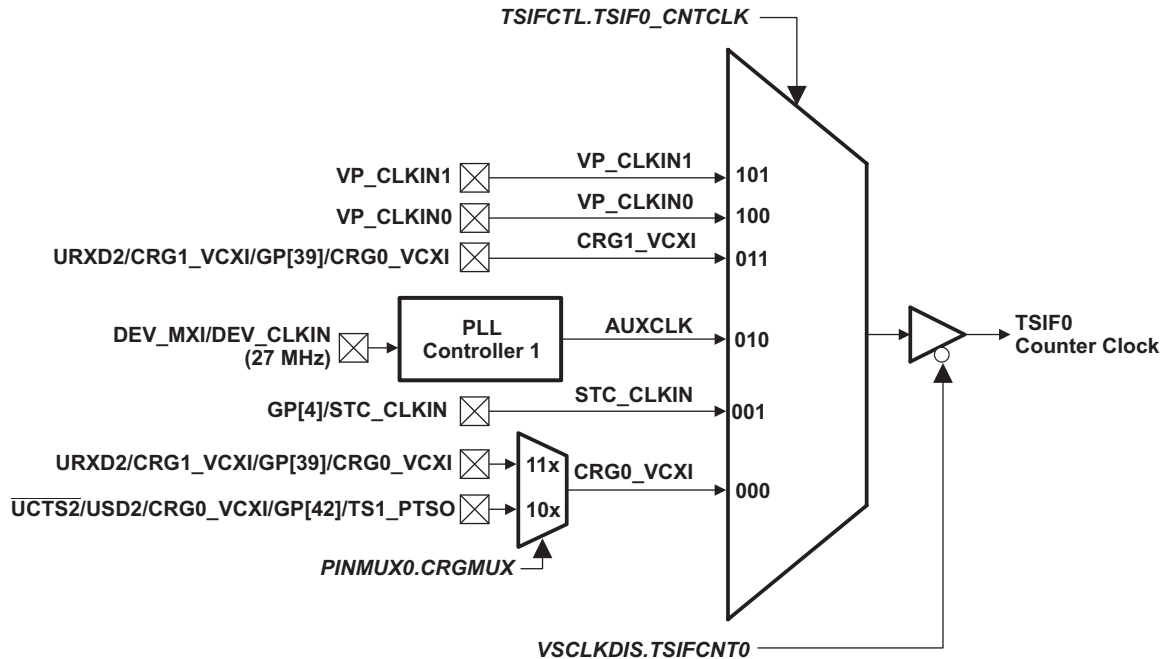 TSIFCTL.TSIF0_CNTCLK
VP_CLKIN1
VP_CLKIN1
101
VP_CLKIN0
VP_CLKIN0
100
URXD2/CRG1_VCXI/GP[39]/CRG0_VCXI
CRG1_VCXI
011
DEV_MXI/DEV_CLKIN
(27 MHz)
PLL
Controller 1
AUXCLK
010
TSIF0
Counter Clock
GP[4]/STC_CLKIN
STC_CLKIN
001
URXD2/CRG1_VCXI/GP[39]/CRG0_VCXI
11x
CRG0_VCXI
000
UCTS2/USD2/CRG0_VCXI/GP[42]/TS1_PTSO
10x
PINMUX0.CRGMUX
VSCLKDIS.TSIFCNT0